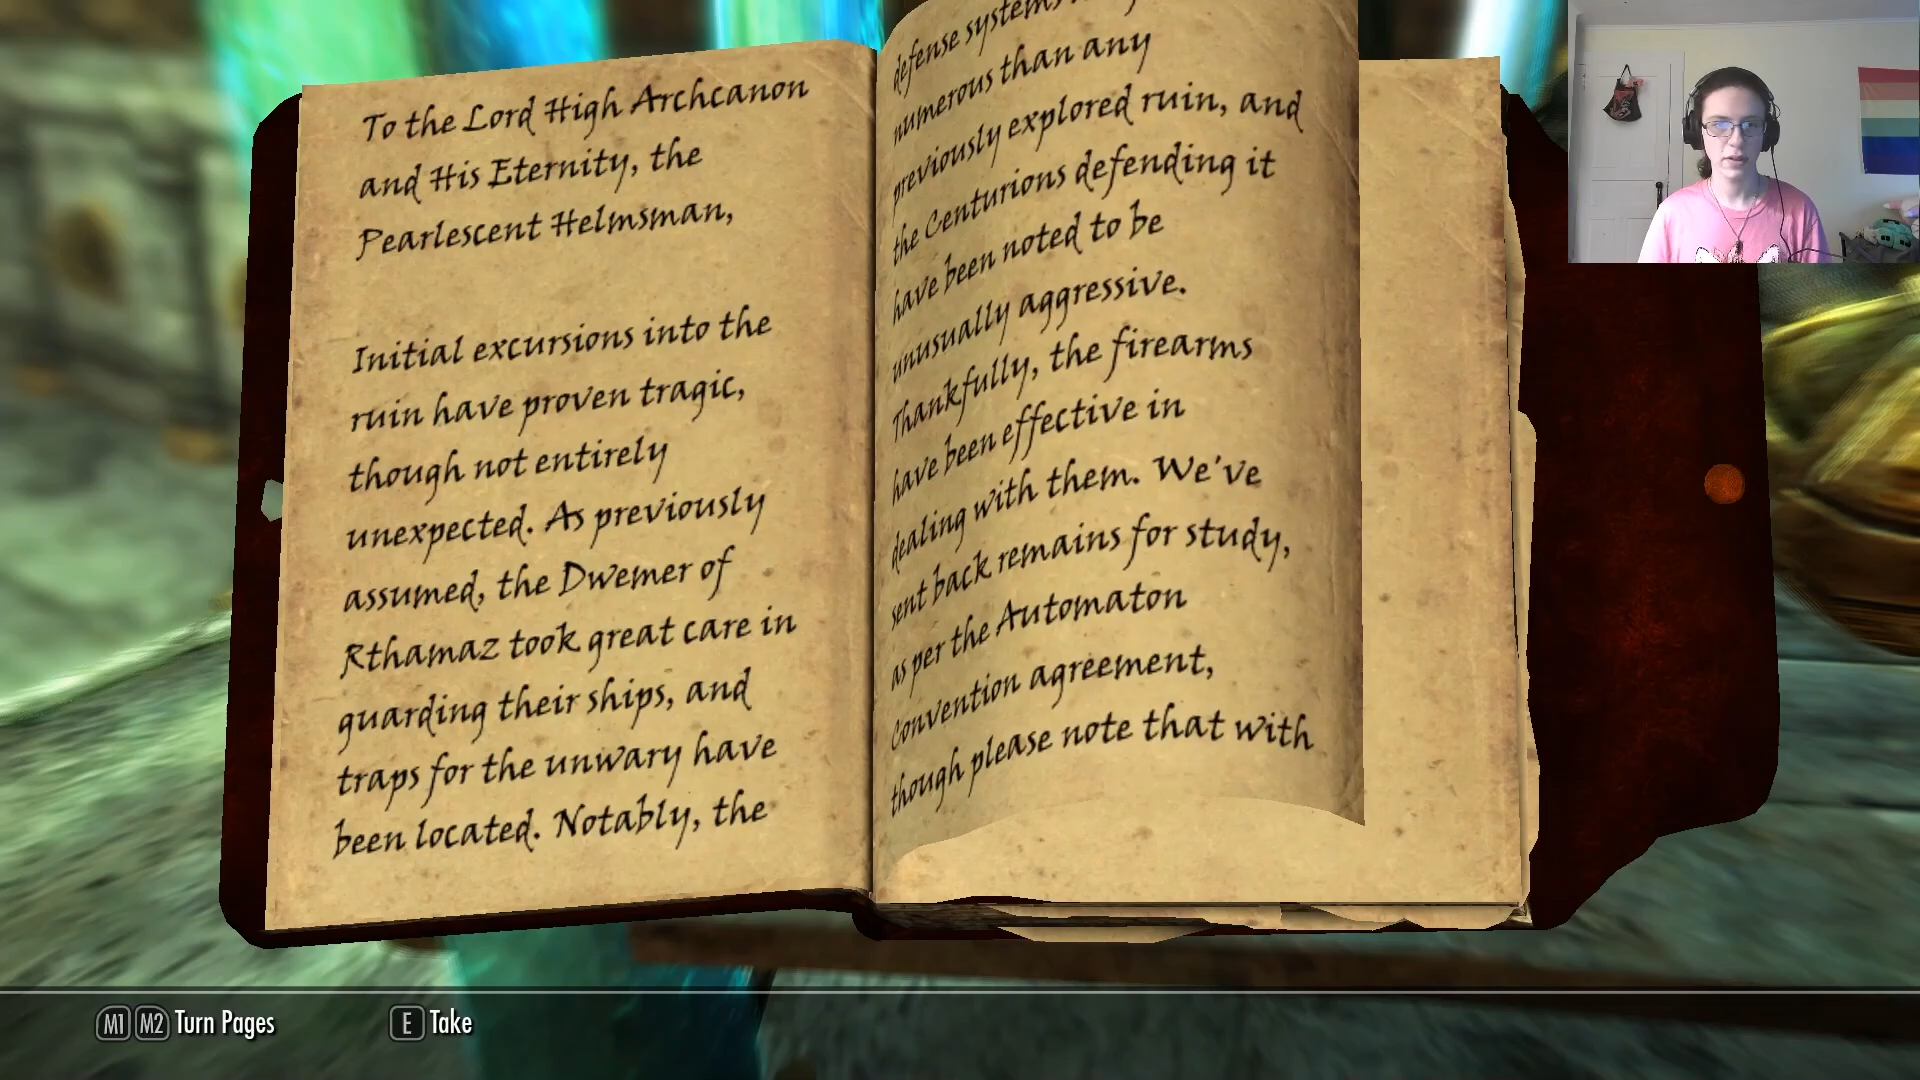 To the Lord High Archcanon
and His Eternity, the
Pearlescent Helmsman,
Initial excursions into the
ruin have proven tragic,
though not entirely
unexpected. As previously
assumed, the Dwemer of
Rthamaz took great care in
guarding their ships, and
traps for the unwary have
been located. Notably, the
defense systems
numerous than any
previously explored ruin, and
the Centurions defending it
have been noted to be
unusually aggressive.
Thankfully, the firearms
have been effective in
dealing with them. We've
sent back remains for study,
as per the Automaton
Convention agreement,
though please note that with
M1 M2 Turn Pages
E Take